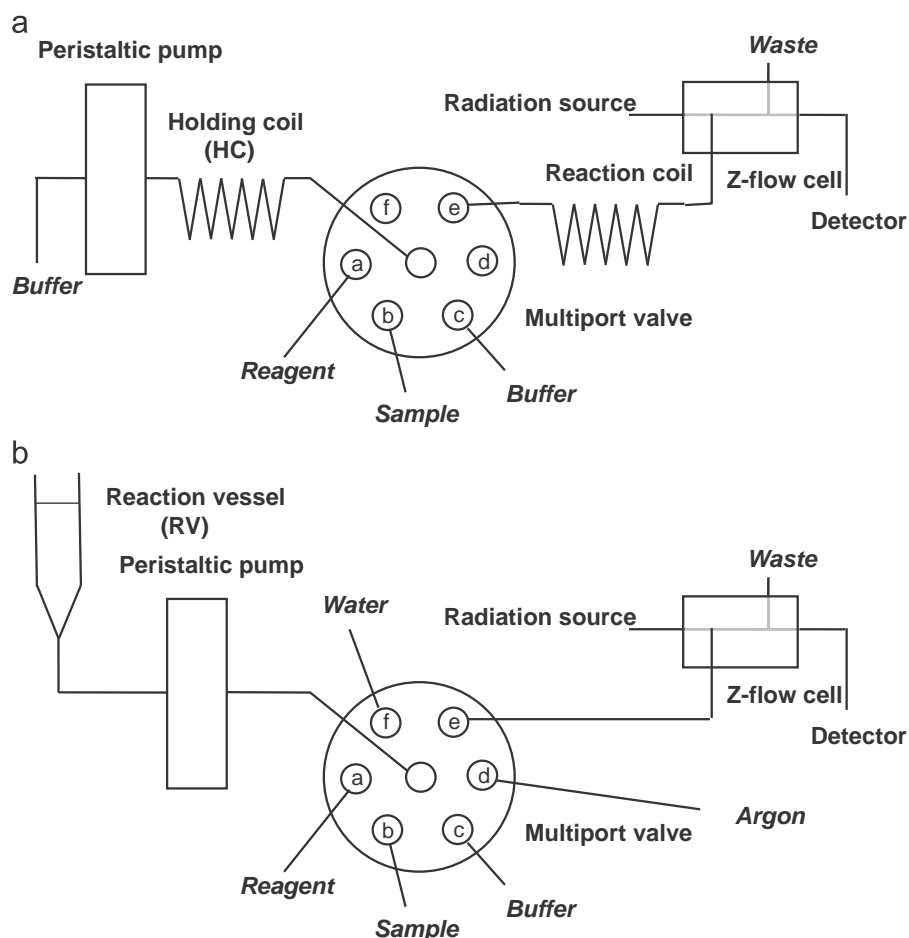 a
Peristaltic pump
Waste
Radiation source
Holding coil
(HC)
Reaction coil
Z-flow cell
f
e
Detector
a
d
Buffer
b
c
Multiport valve
Reagent
Buffer
Sample
b
Reaction vessel
(RV)
Peristaltic pump
Waste
Water
Radiation source
Z-flow cell
f
e
Detector
a
d
Argon
b
c
Multiport valve
Reagent
Buffer
Sample